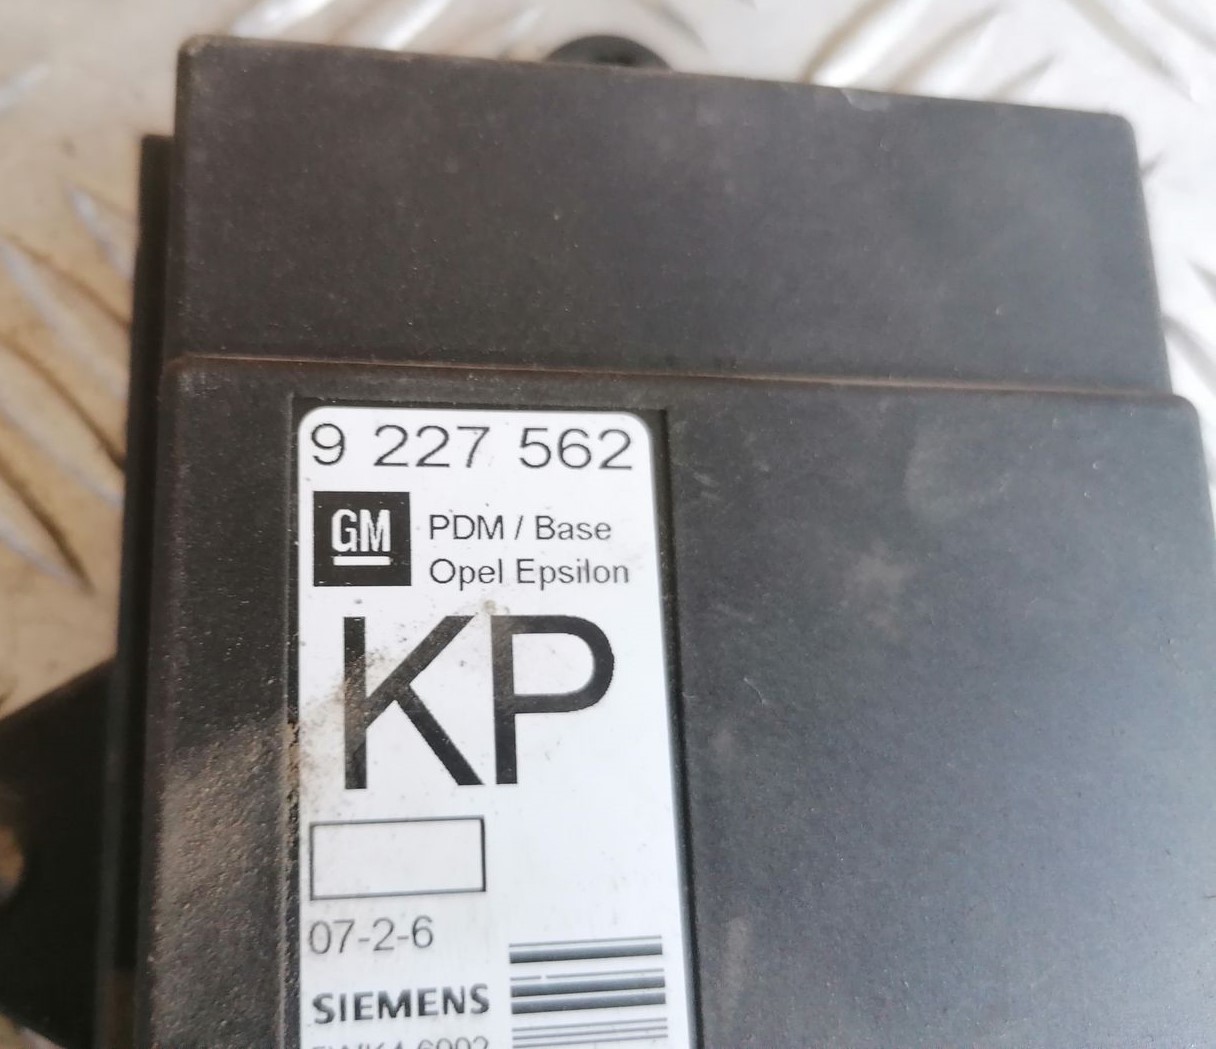 9 227 562
GM
PDM / Base
Opel Epsilon
KP
07-2-6
SIEMENS